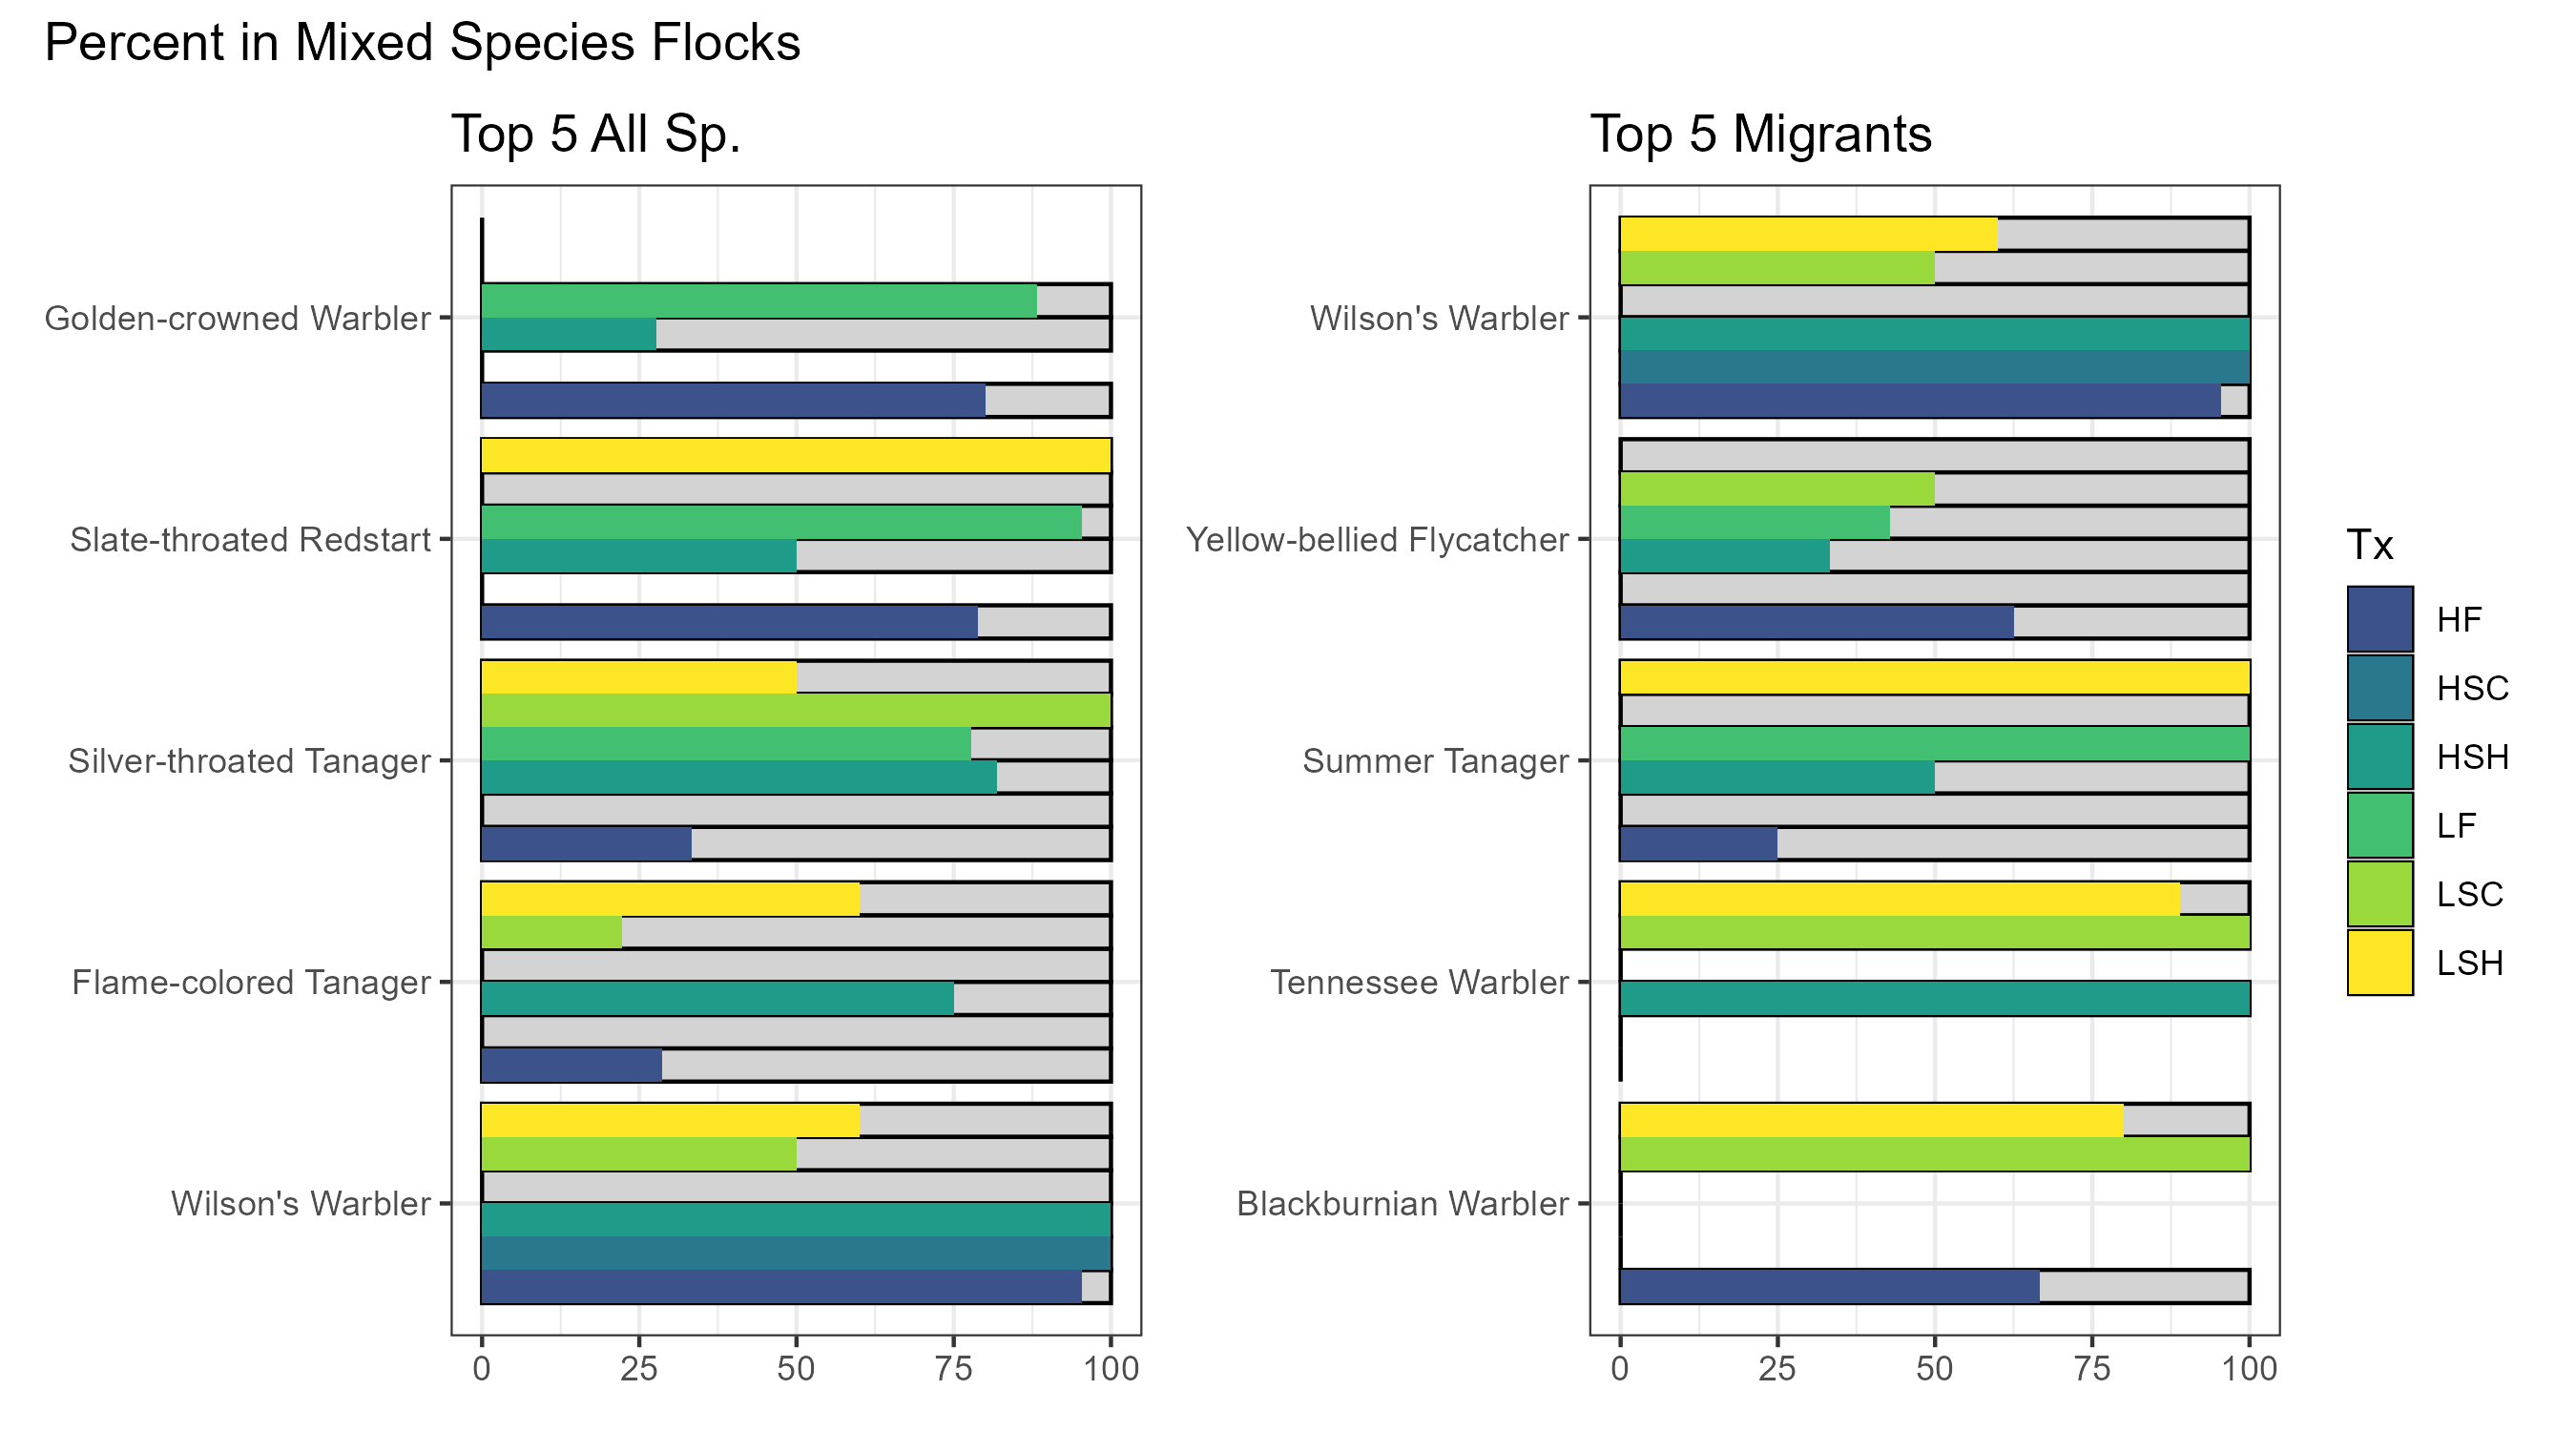 Percent in Mixed Species Flocks
Top 5 All Sp.
Golden-crowned Warbler
Slate-throated Redstart
Silver-throated Tanager
Flame-colored Tanager
Wilson's Warbler
0 25 50 75 100
Top 5 Migrants
Wilson's Warbler
Yellow-bellied Flycatcher
Summer Tanager
Tennessee Warbler
Blackburnian Warbler
0 25 50 75 100
Tx
HF
HSC
HSH
LF
LSC
LSH